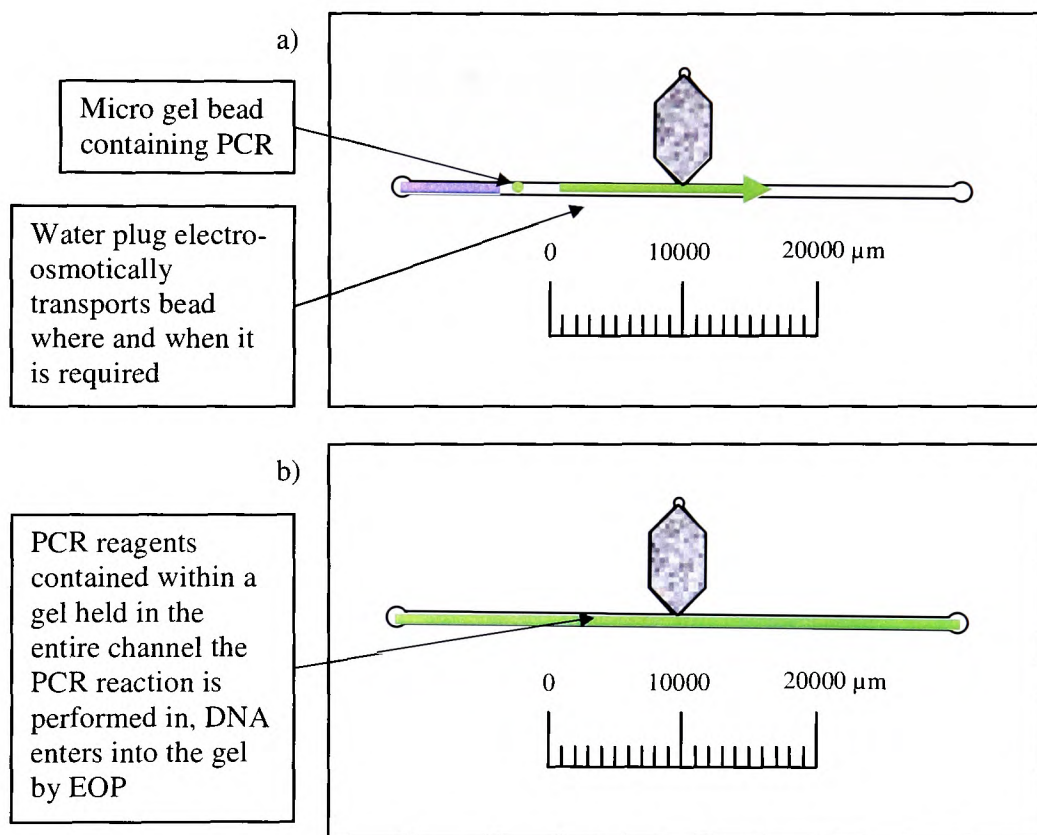 a)
Micro gel bead
containing PCR
Water plug electro-
osmotically
transports bead
where and when it
is required
0 10000 20000 µm
b)
PCR reagents
contained within a
gel held in the
entire channel the
PCR reaction is
performed in, DNA
enters into the gel
by EOP
0 10000 20000 µm